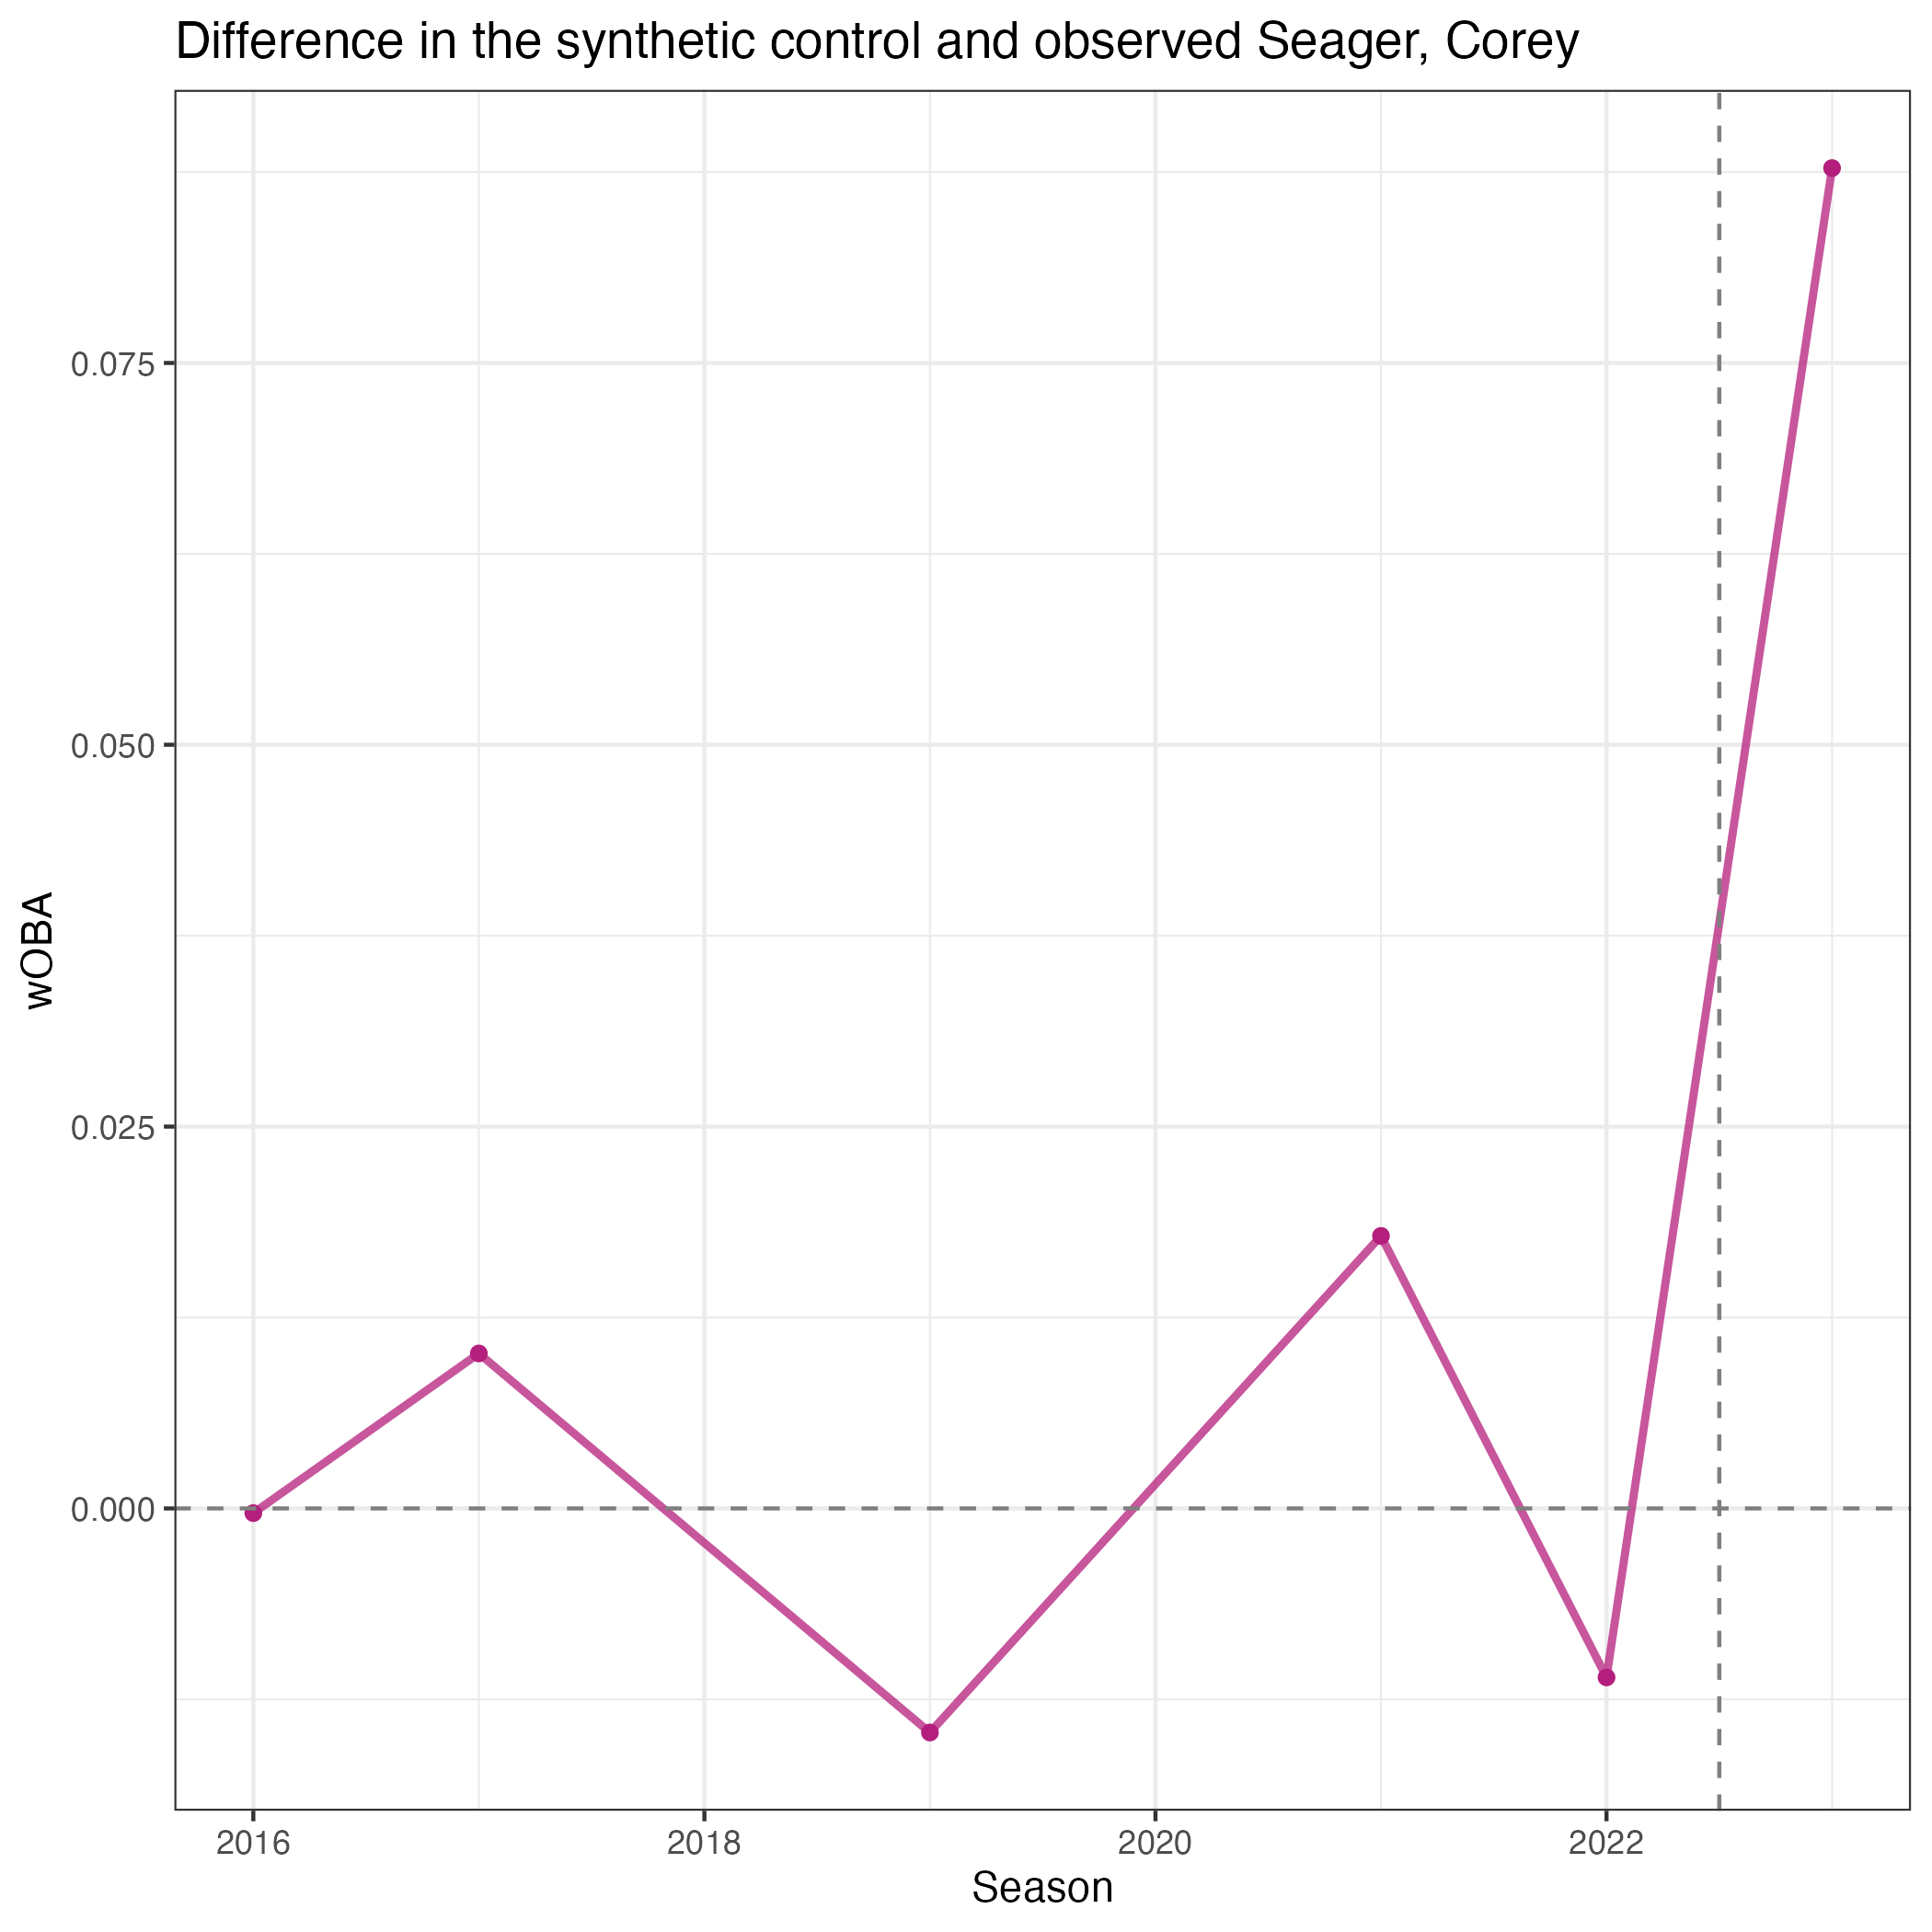 Difference in the synthetic control and observed Seager, Corey
0.075
0.050
0.025
0.000
wOBA
2016 2018 2020 2022
Season